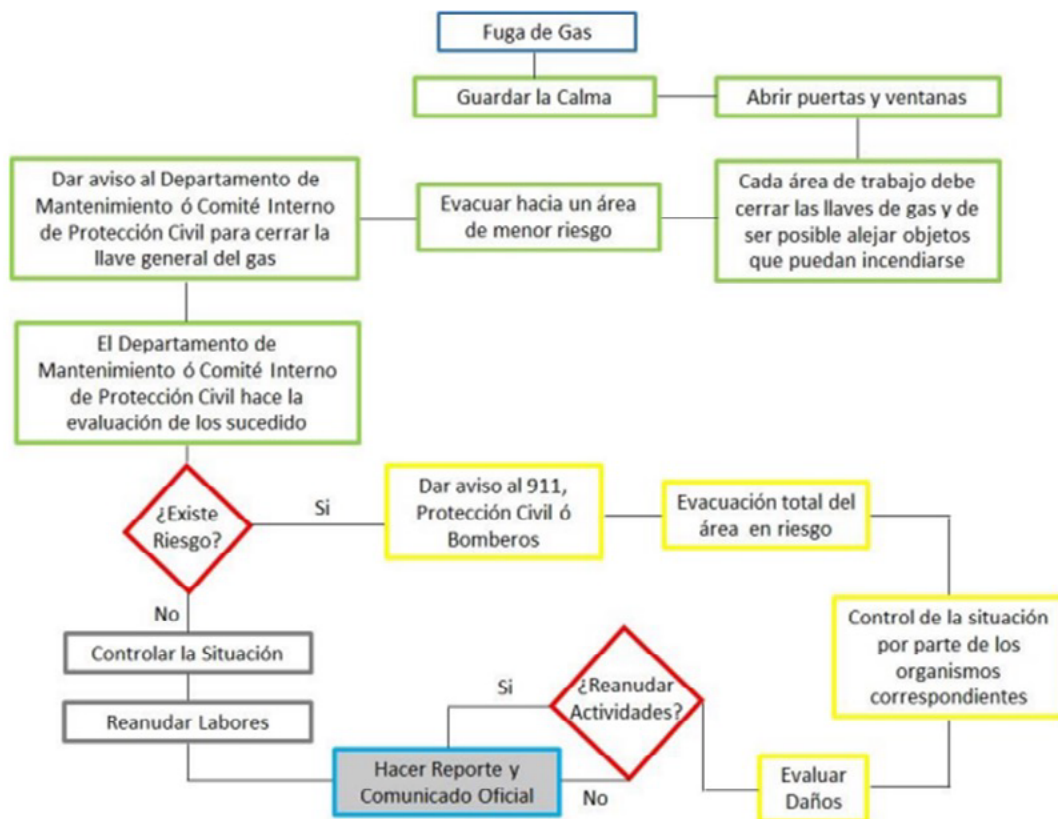 Fuga de Gas
Guardar la Calma
Abrir puertas y ventanas
Cada área de trabajo debe
cerrar las llaves de gas y de
ser posible alejar objetos
que puedan incendiarse
Evacuar hacia un área
de menor riesgo
Dar aviso al Departamento de
Mantenimiento ó Comité Interno
de Protección Civil para cerrar la
llave general del gas
El Departamento de
Mantenimiento ó Comité Interno
de Protección Civil hace la
evaluación de los sucedido
¿Existe
Riesgo?
Si
Dar aviso al 911,
Protección Civil ó
Bomberos
Evacuación total del
área en riesgo
Control de la situación
por parte de los
organismos
correspondientes
Evaluar
Daños
¿Reanudar
Actividades?
Si
No
No
Controlar la Situación
Reanudar Labores
Hacer Reporte y
Comunicado Oficial